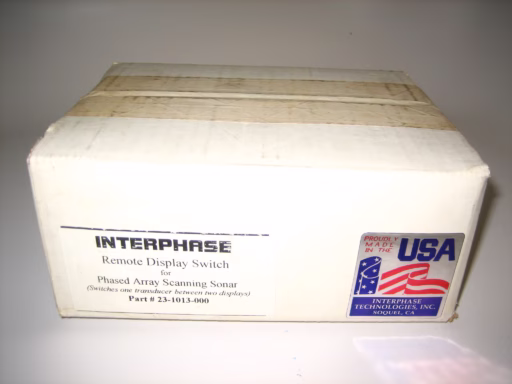 INTERPHASE
Remote Display Switch
for
Phased Array Scanning Sonar
(Switches one transducer between two displays)
Part # 23-1013-000
PROUDLY
MADE
IN THE
USA
INTERPHASE
TECHNOLOGIES, INC.
SOQUEL, CA